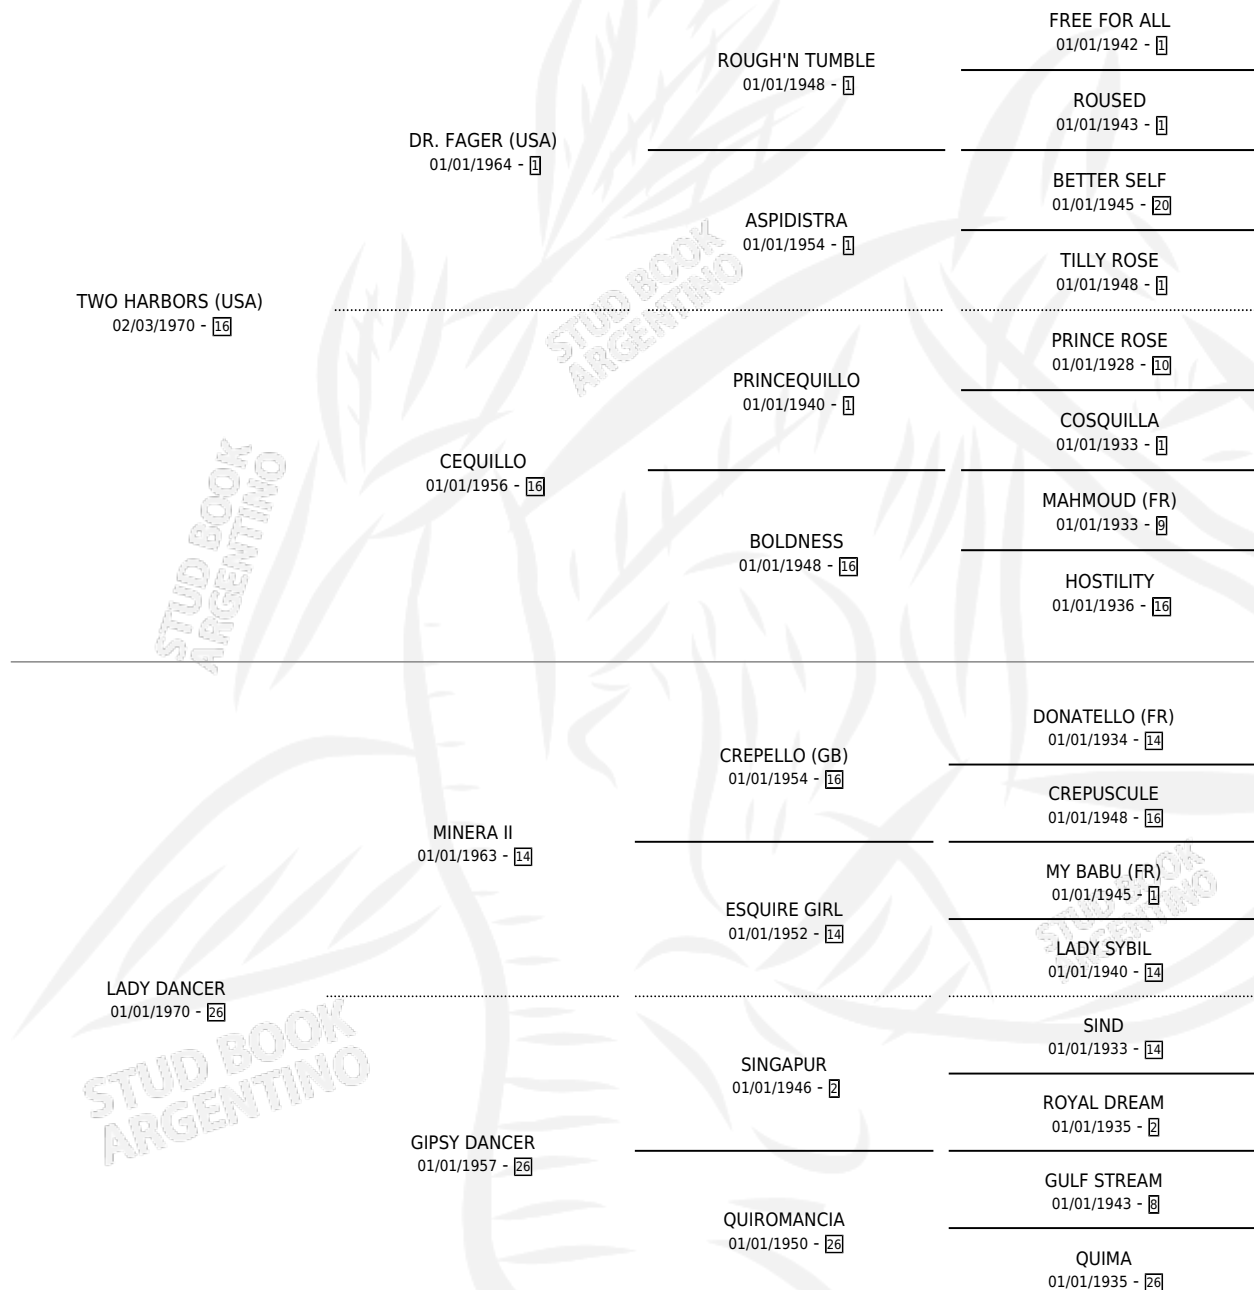 FREE FOR ALL
01/01/1942 - 1
ROUGH'N TUMBLE
01/01/1948 - 1
ROUSED
01/01/1943 - 1
DR. FAGER (USA)
01/01/1964 - 1
BETTER SELF
01/01/1945 - 20
ASPIDISTRA
01/01/1954 - 1
TILLY ROSE
01/01/1948 - 1
TWO HARBORS (USA)
02/03/1970 - 16
PRINCE ROSE
01/01/1928 - 10
PRINCEQUILLO
01/01/1940 - 1
COSQUILLA
01/01/1933 - 1
CEQUILLO
01/01/1956 - 16
MAHMOUD (FR)
01/01/1933 - 9
BOLDNESS
01/01/1948 - 16
HOSTILITY
01/01/1936 - 16
DONATELLO (FR)
01/01/1934 - 14
CREPELLO (GB)
01/01/1954 - 16
CREPUSCULE
01/01/1948 - 16
MINERA II
01/01/1963 - 14
MY BABU (FR)
01/01/1945 - 1
ESQUIRE GIRL
01/01/1952 - 14
LADY SYBIL
01/01/1940 - 14
LADY DANCER
01/01/1970 - 26
SIND
01/01/1933 - 14
SINGAPUR
01/01/1946 - 2
ROYAL DREAM
01/01/1935 - 2
GIPSY DANCER
01/01/1957 - 26
GULF STREAM
01/01/1943 - 8
QUIROMANCIA
01/01/1950 - 26
QUIMA
01/01/1935 - 26
STUD BOOK
ARGENTINO
STUD BOOK
ARGENTINO
STUD BOOK
ARGENTINO
STUD BOOK
ARGENTINO